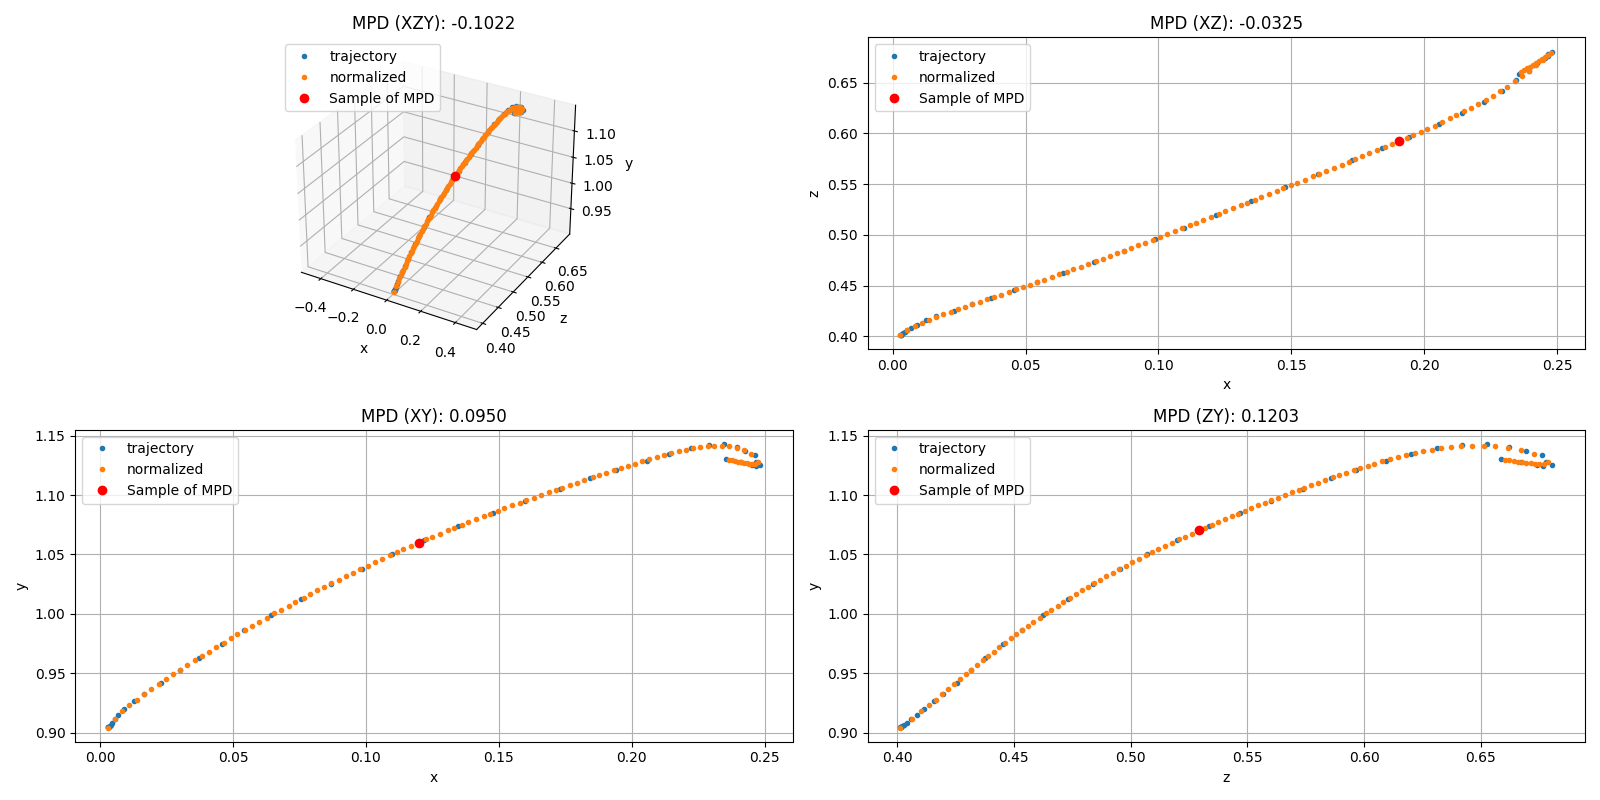 MPD (XZY): -0.1022
trajectory
normalized
Sample of MPD
1.10
1.05
1.00
0.95
y
0.65
0.60
0.55
0.50
0.45
0.40
z
−0.4
−0.2
0.0
0.2
0.4
x
MPD (XZ): -0.0325
trajectory
normalized
Sample of MPD
0.65
0.60
0.55
0.50
0.45
0.40
z
0.00 0.05 0.10 0.15 0.20 0.25
x
MPD (XY): 0.0950
trajectory
normalized
Sample of MPD
1.15
1.10
1.05
1.00
0.95
0.90
y
0.00 0.05 0.10 0.15 0.20 0.25
x
MPD (ZY): 0.1203
trajectory
normalized
Sample of MPD
1.15
1.10
1.05
1.00
0.95
0.90
y
0.40 0.45 0.50 0.55 0.60 0.65
z